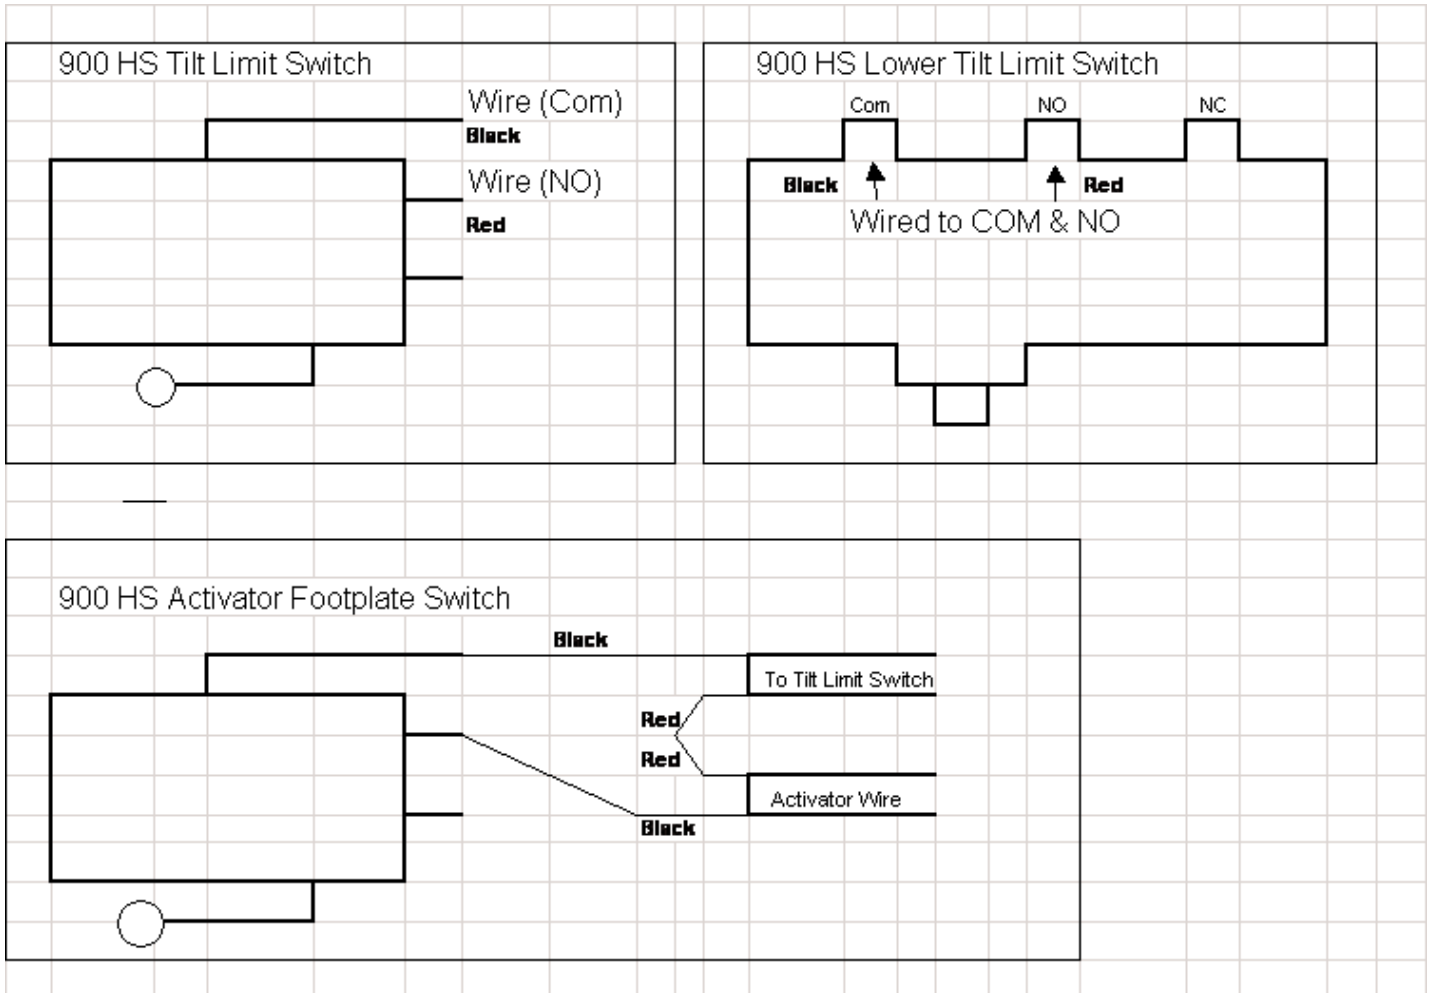 900 HS Tilt Limit Switch
Wire (Com)
Black
Wire (NO)
Red
900 HS Lower Tilt Limit Switch
Com NO NC
Black Red
Wired to COM & NO
900 HS Activator Footplate Switch
Black
To Tilt Limit Switch
Red
Red
Activator Wire
Black